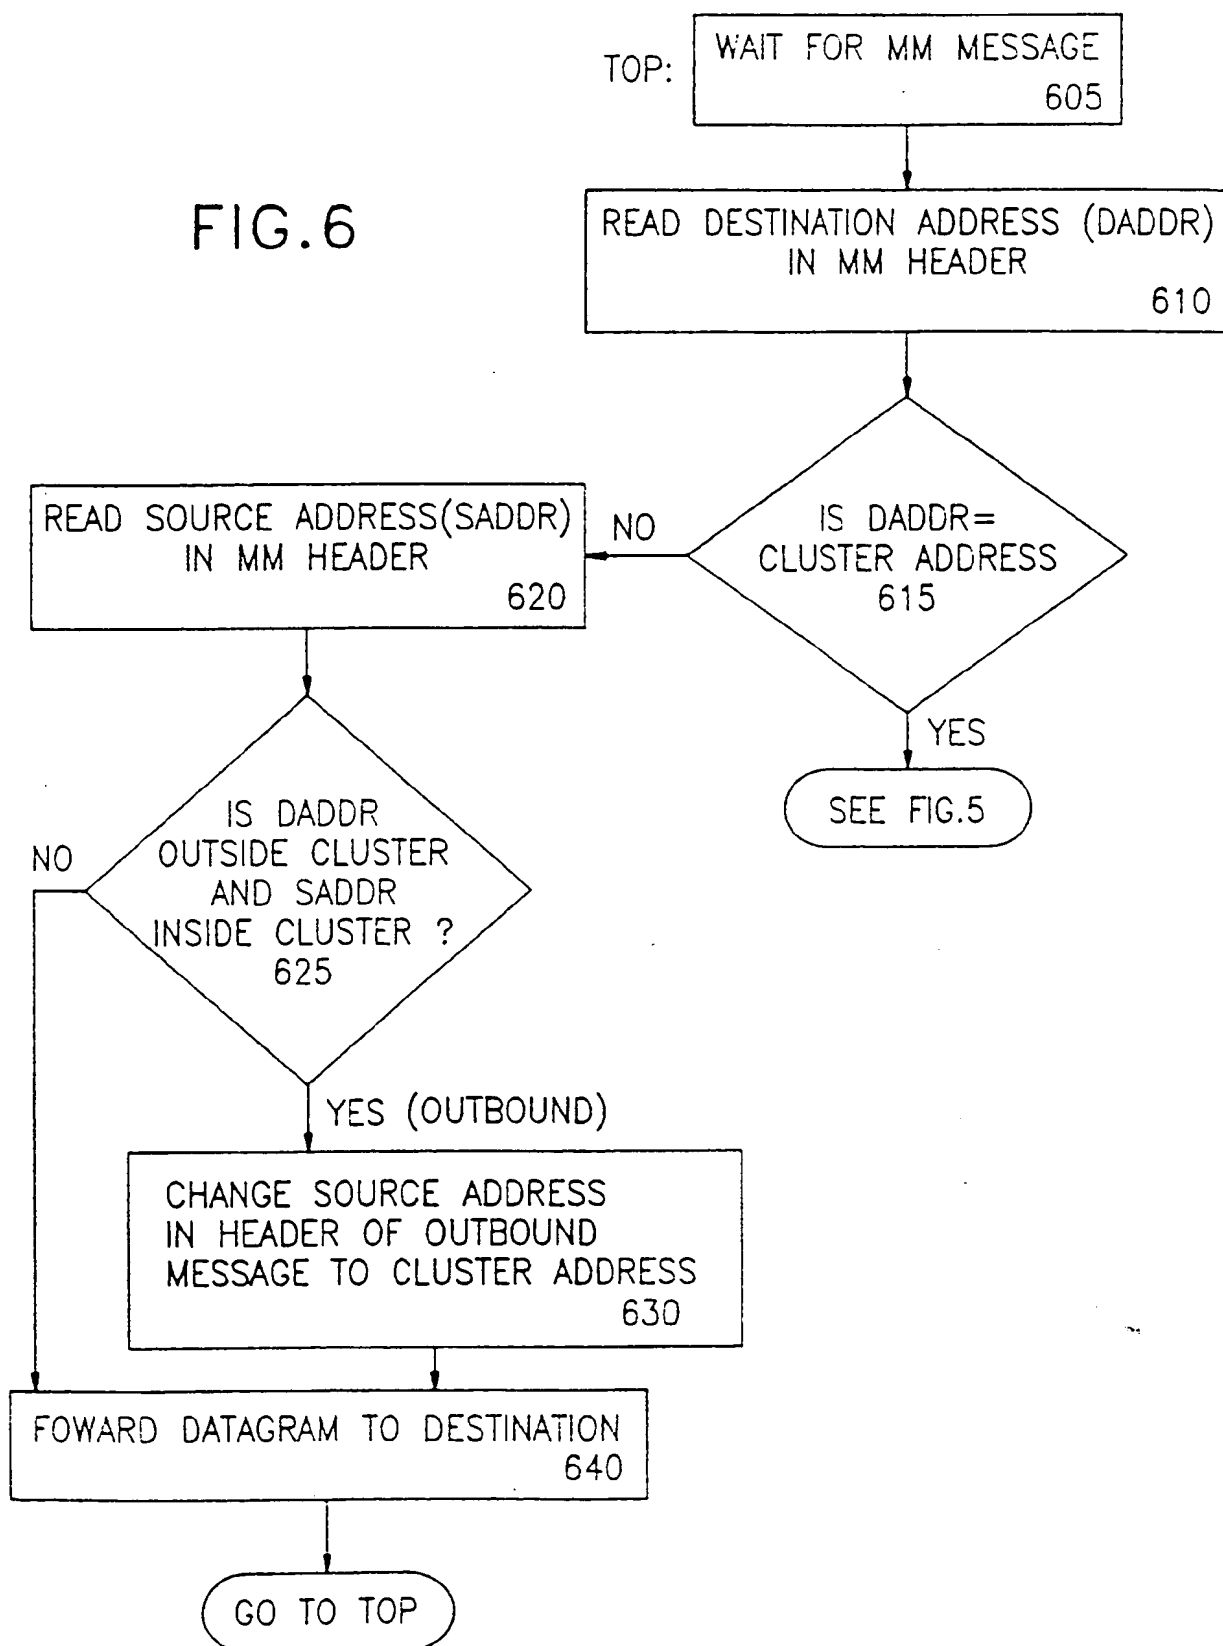 TOP:
WAIT FOR MM MESSAGE
605
FIG.6
READ DESTINATION ADDRESS (DADDR)
IN MM HEADER
610
IS DADDR=
CLUSTER ADDRESS
615
NO
READ SOURCE ADDRESS(SADDR)
IN MM HEADER
620
YES
SEE FIG.5
IS DADDR
OUTSIDE CLUSTER
AND SADDR
INSIDE CLUSTER ?
625
NO
YES (OUTBOUND)
CHANGE SOURCE ADDRESS
IN HEADER OF OUTBOUND
MESSAGE TO CLUSTER ADDRESS
630
FOWARD DATAGRAM TO DESTINATION
640
GO TO TOP